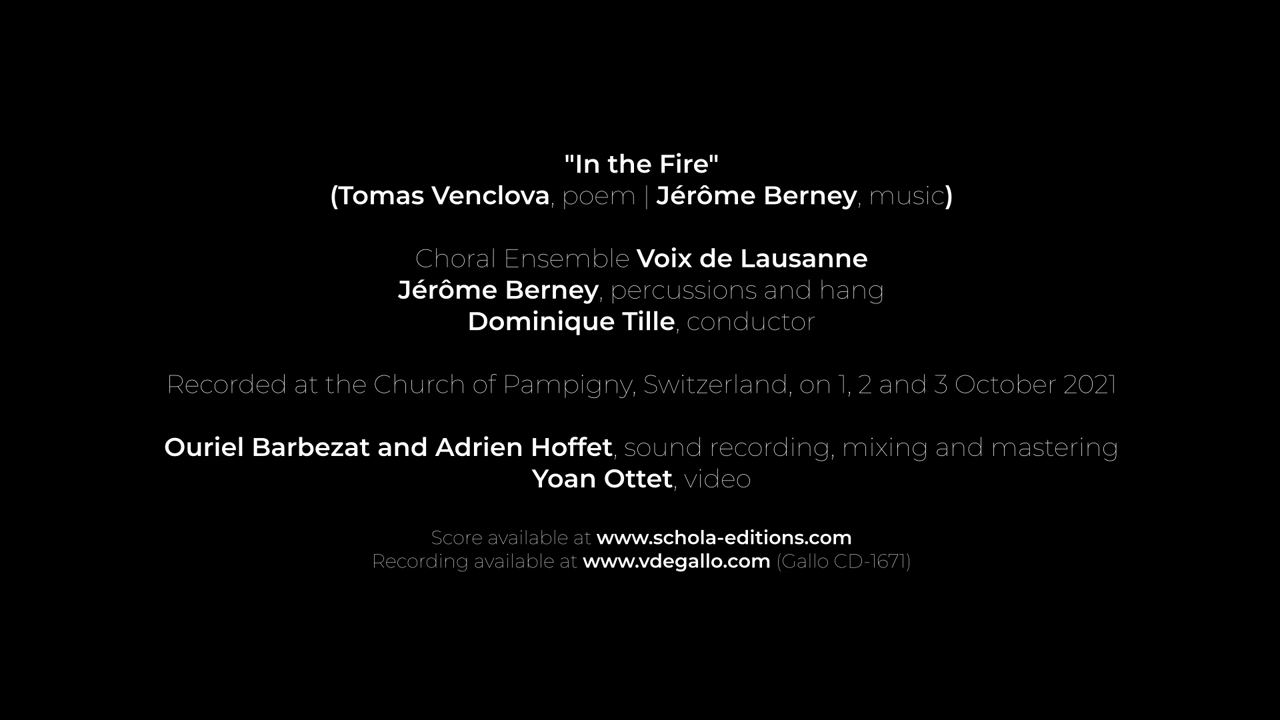 "In the Fire"
(Tomas Venclova, poem | Jérôme Berney, music)
Choral Ensemble Voix de Lausanne
Jérôme Berney, percussions and hang
Dominique Tille, conductor
Recorded at the Church of Pampigny, Switzerland, on 1, 2 and 3 October 2021
Ouriel Barbezat and Adrien Hoffet, sound recording, mixing and mastering
Yoan Ottet, video
Score available at www.schola-editions.com
Recording available at www.vdegallo.com (Gallo CD-1671)